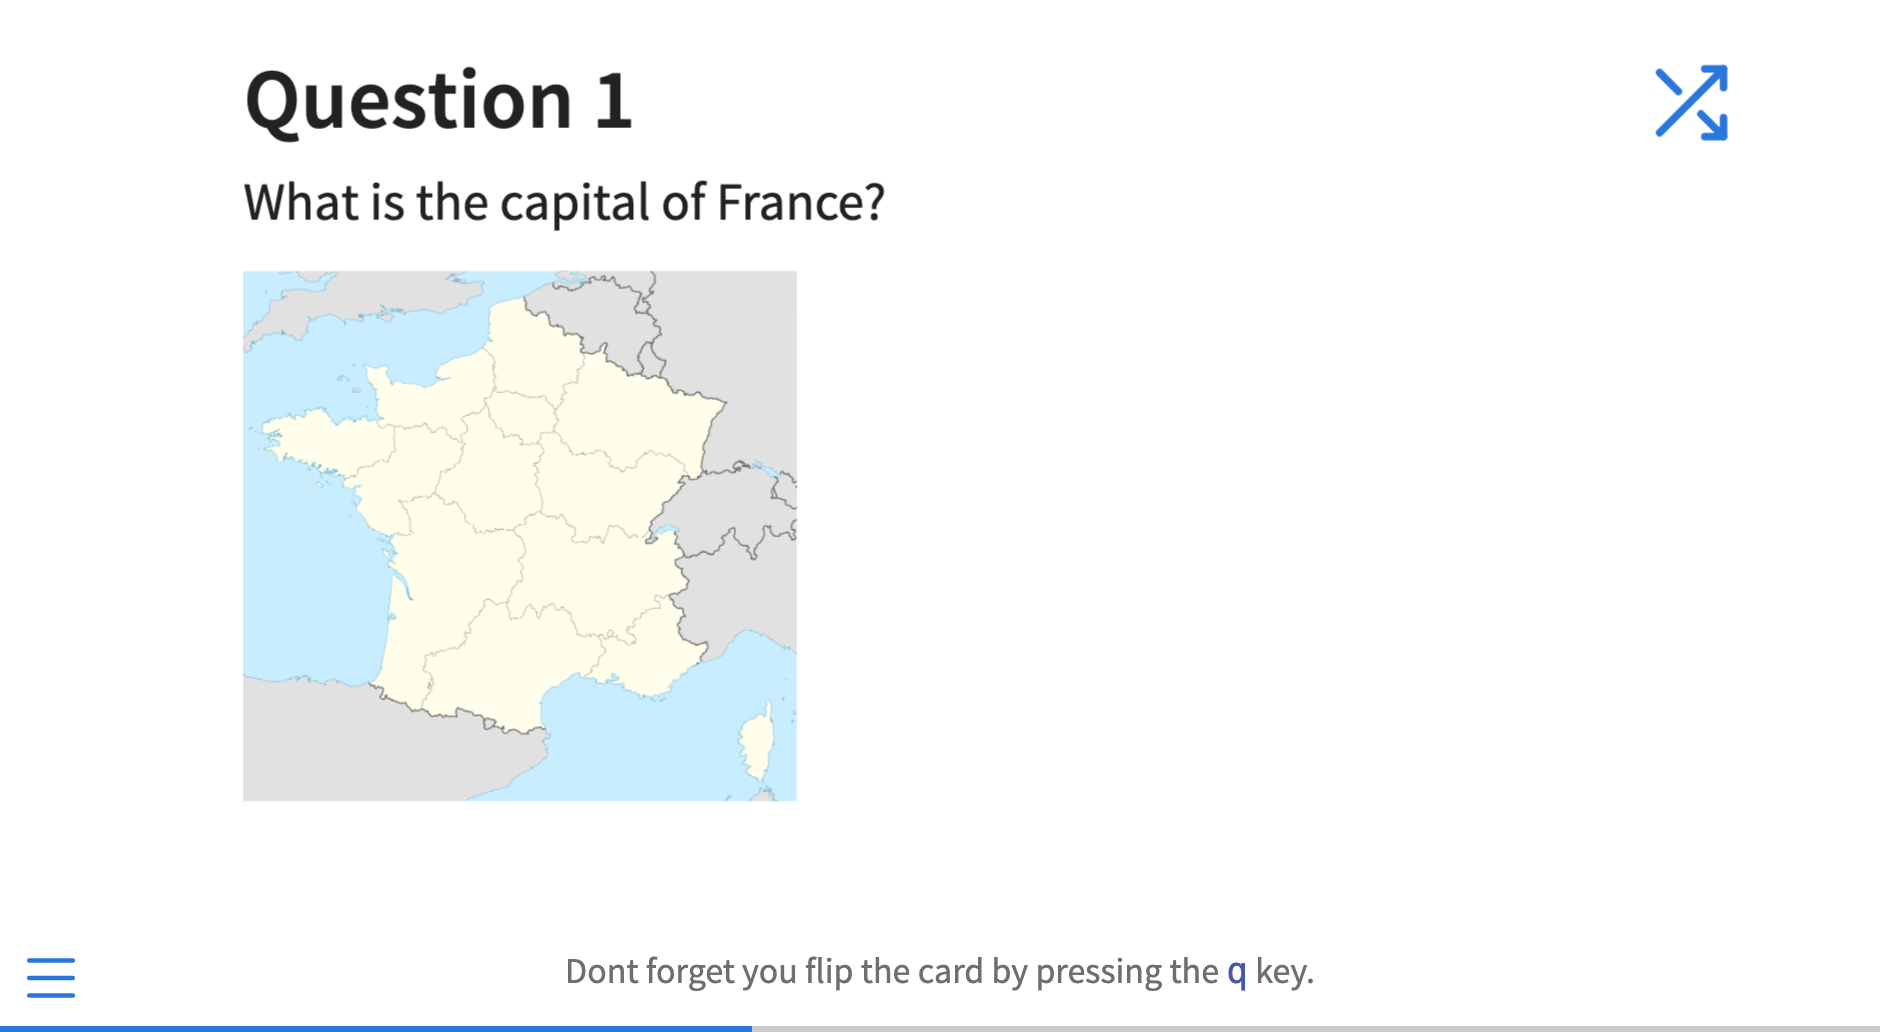 Question 1
What is the capital of France?
Dont forget you flip the card by pressing the q key.